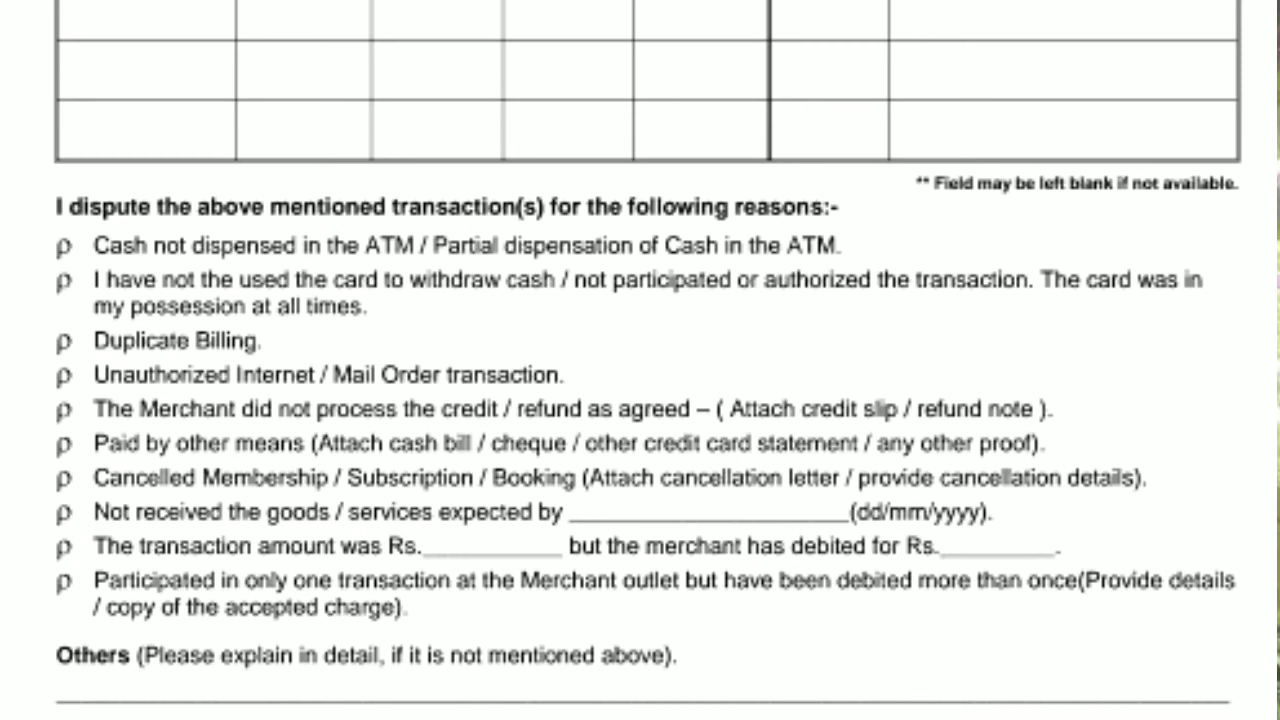 ** Field may be left blank if not available.
I dispute the above mentioned transaction(s) for the following reasons:-
ρ Cash not dispensed in the ATM / Partial dispensation of Cash in the ATM.
ρ I have not the used the card to withdraw cash / not participated or authorized the transaction. The card was in
my possession at all times.
ρ Duplicate Billing.
ρ Unauthorized Internet / Mail Order transaction.
ρ The Merchant did not process the credit / refund as agreed – ( Attach credit slip / refund note ).
ρ Paid by other means (Attach cash bill / cheque / other credit card statement / any other proof).
ρ Cancelled Membership / Subscription / Booking (Attach cancellation letter / provide cancellation details).
ρ Not received the goods / services expected by ______________________(dd/mm/yyyy).
ρ The transaction amount was Rs.___________ but the merchant has debited for Rs._________.
ρ Participated in only one transaction at the Merchant outlet but have been debited more than once(Provide details
/ copy of the accepted charge).
Others (Please explain in detail, if it is not mentioned above).